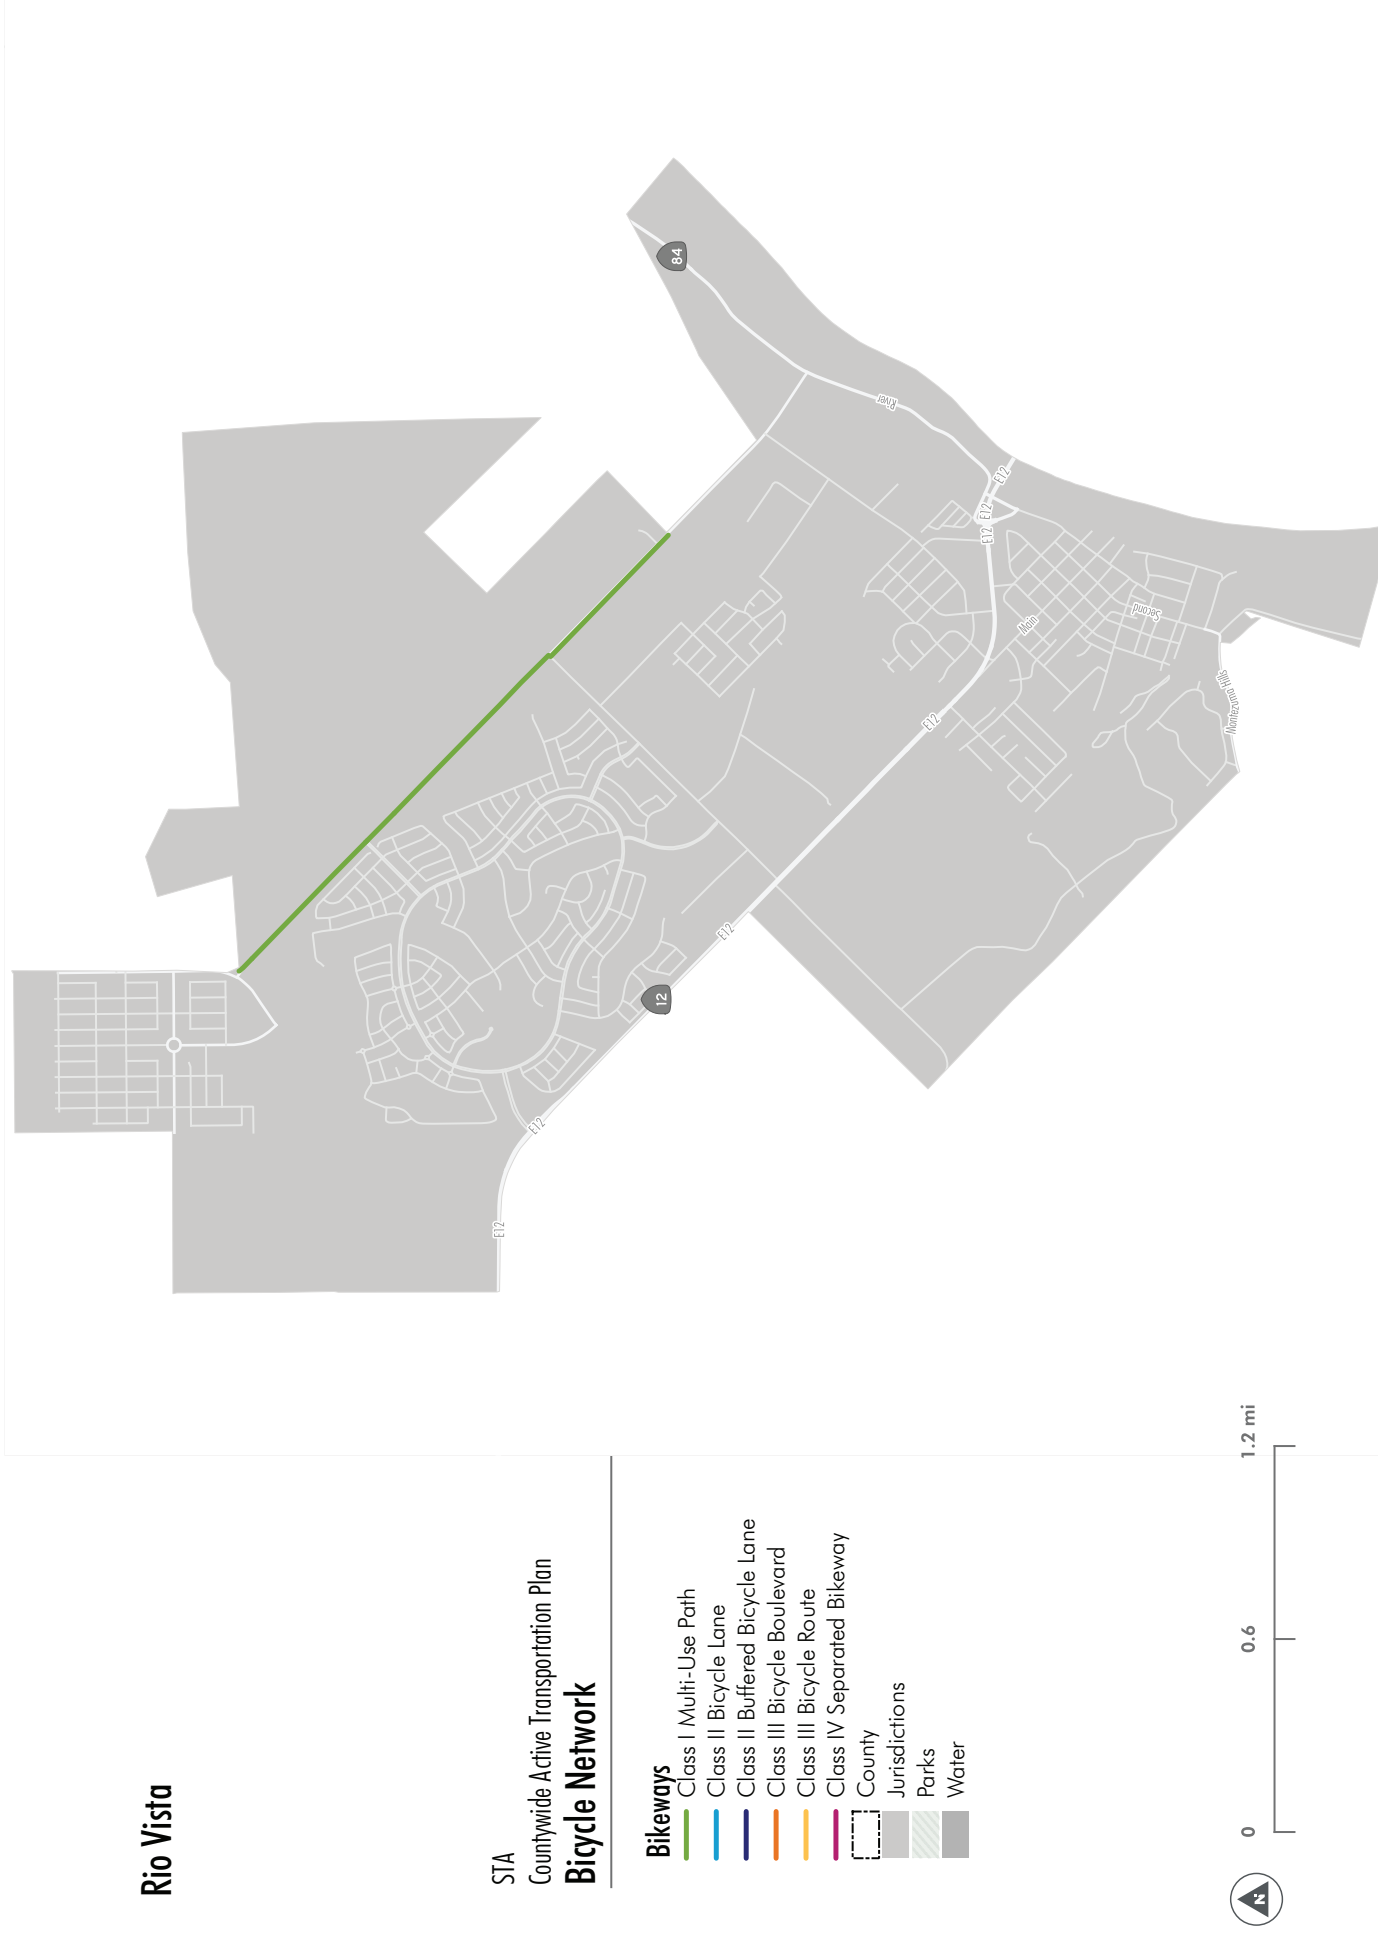 Rio Vista
STA
Countywide Active Transportation Plan
Bicycle Network
Bikeways
Class I Multi-Use Path
Class II Bicycle Lane
Class II Buffered Bicycle Lane
Class III Bicycle Boulevard
Class III Bicycle Route
Class IV Separated Bikeway
County
Jurisdictions
Parks
Water
N
0
0.6
1.2 mi
E12
E12
12
E12
E12
E12
E12
E12
84
River
Main
Second
Montezuma Hills